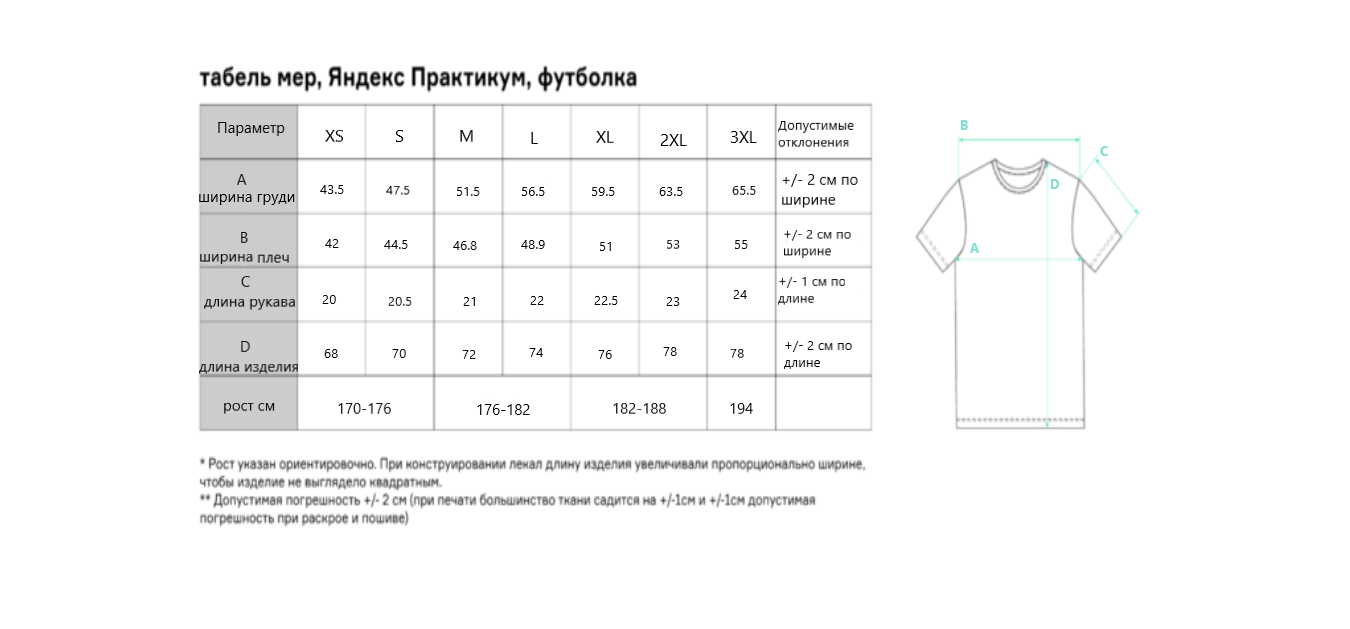 табель мер, Яндекс Практикум, футболка
Параметр XS S M L XL 2XL 3XL Допустимые
отклонения
A
ширина груди 43.5 47.5 51.5 56.5 59.5 63.5 65.5 +/- 2 см по
ширине
B
ширина плеч 42 44.5 46.8 48.9 51 53 55 +/- 2 см по
ширине
C
длина рукава 20 20.5 21 22 22.5 23 24 +/- 1 см по
длине
D
длина изделия 68 70 72 74 76 78 78 +/- 2 см по
длине
рост см 170-176 176-182 182-188 194
B
C
D
A
* Рост указан ориентировочно. При конструировании лекал длину изделия увеличивали пропорционально ширине,
чтобы изделие не выглядело квадратным.
** Допустимая погрешность +/- 2 см (при печати большинство ткани садится на +/-1см и +/-1см допустимая
погрешность при раскрое и пошиве)